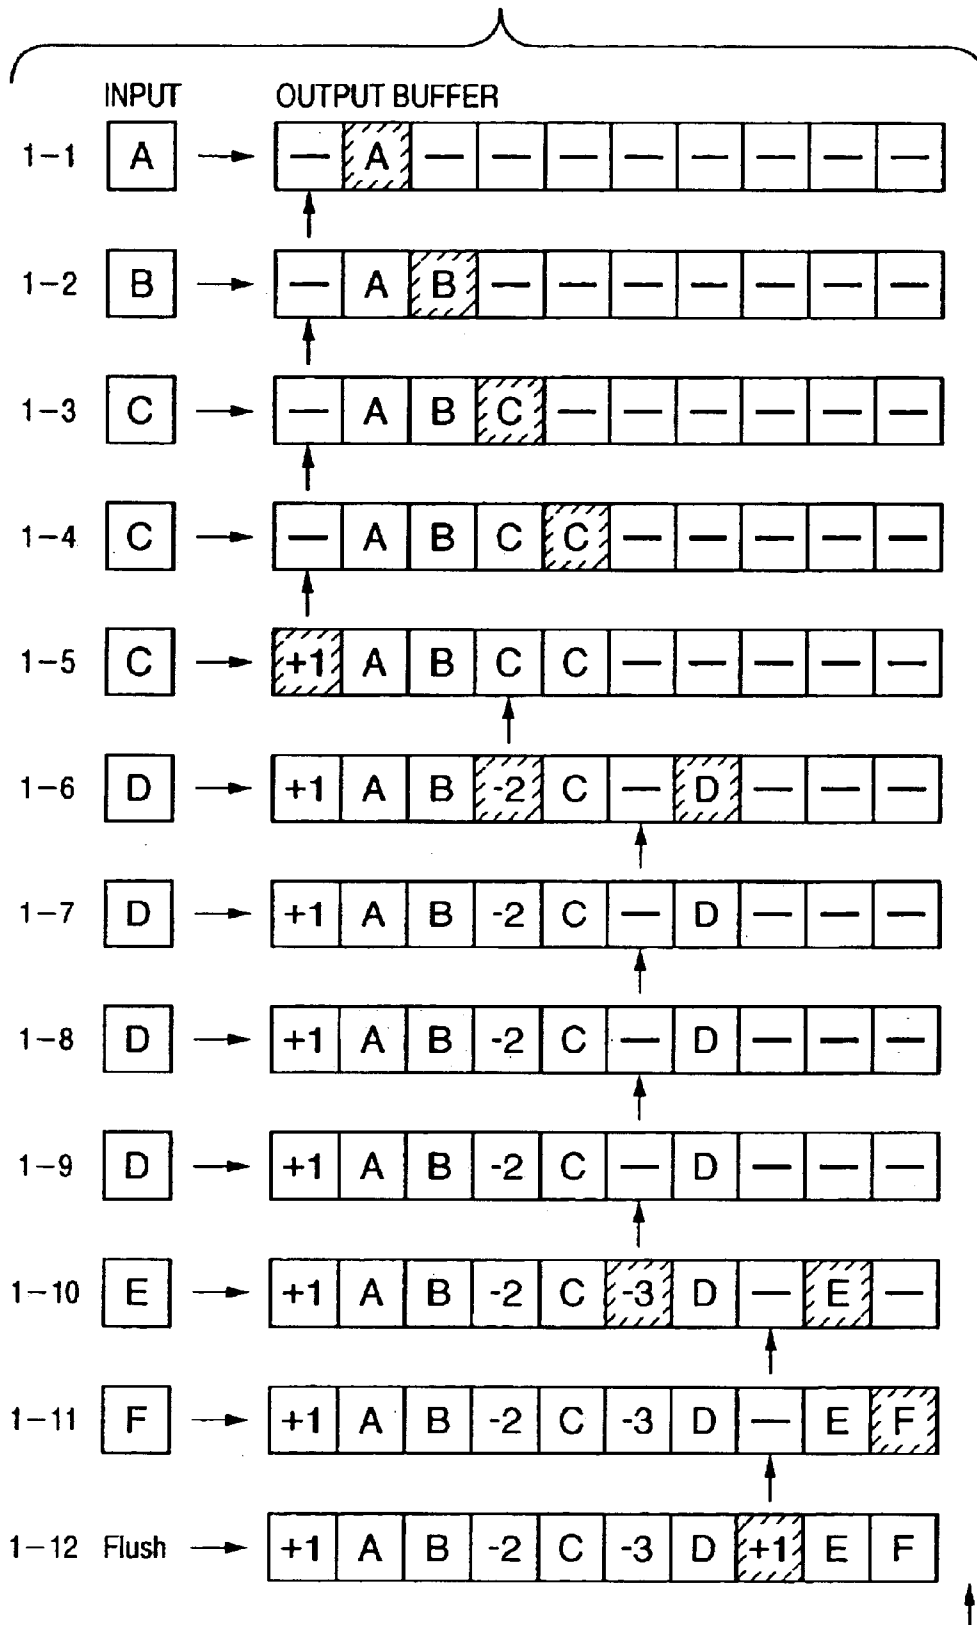 INPUT OUTPUT BUFFER
1-1 A — A — — — — — — — —
1-2 B — A B — — — — — — —
1-3 C — A B C — — — — — —
1-4 C — A B C C — — — — —
1-5 C +1 A B C C — — — — —
1-6 D +1 A B -2 C — D — — —
1-7 D +1 A B -2 C — D — — —
1-8 D +1 A B -2 C — D — — —
1-9 D +1 A B -2 C — D — — —
1-10 E +1 A B -2 C -3 D — E —
1-11 F +1 A B -2 C -3 D — E F
1-12 Flush +1 A B -2 C -3 D +1 E F